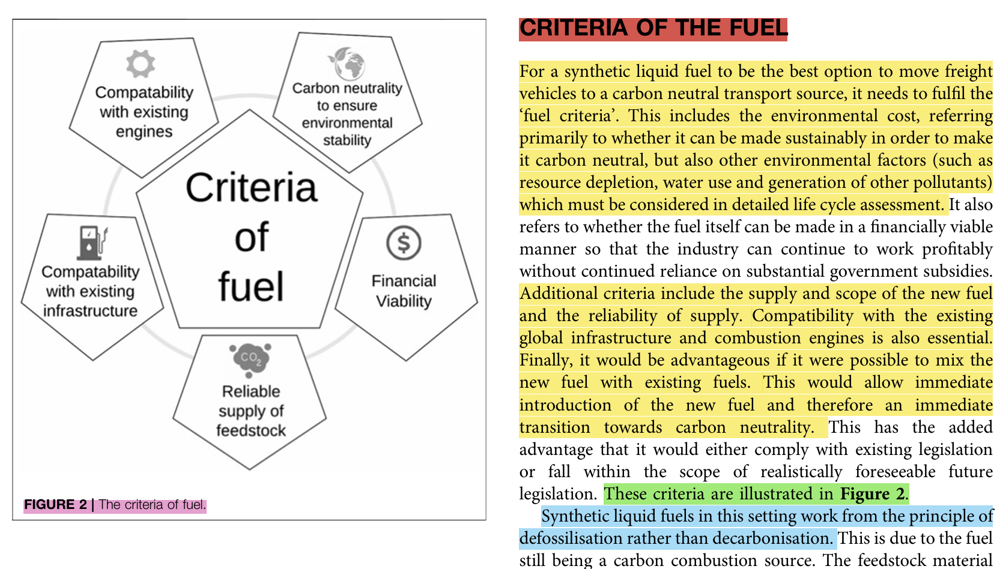 Compatability
with existing
engines
Carbon neutrality
to ensure
environmental
stability
Criteria
of
fuel
Compatability
with existing
infrastructure
$
Financial
Viability
CO2
Reliable
supply of
feedstock
FIGURE 2 | The criteria of fuel.
CRITERIA OF THE FUEL
For a synthetic liquid fuel to be the best option to move freight
vehicles to a carbon neutral transport source, it needs to fulfil the
‘fuel criteria’. This includes the environmental cost, referring
primarily to whether it can be made sustainably in order to make
it carbon neutral, but also other environmental factors (such as
resource depletion, water use and generation of other pollutants)
which must be considered in detailed life cycle assessment. It also
refers to whether the fuel itself can be made in a financially viable
manner so that the industry can continue to work profitably
without continued reliance on substantial government subsidies.
Additional criteria include the supply and scope of the new fuel
and the reliability of supply. Compatibility with the existing
global infrastructure and combustion engines is also essential.
Finally, it would be advantageous if it were possible to mix the
new fuel with existing fuels. This would allow immediate
introduction of the new fuel and therefore an immediate
transition towards carbon neutrality. This has the added
advantage that it would either comply with existing legislation
or fall within the scope of realistically foreseeable future
legislation. These criteria are illustrated in Figure 2.
Synthetic liquid fuels in this setting work from the principle of
defossilisation rather than decarbonisation. This is due to the fuel
still being a carbon combustion source. The feedstock material